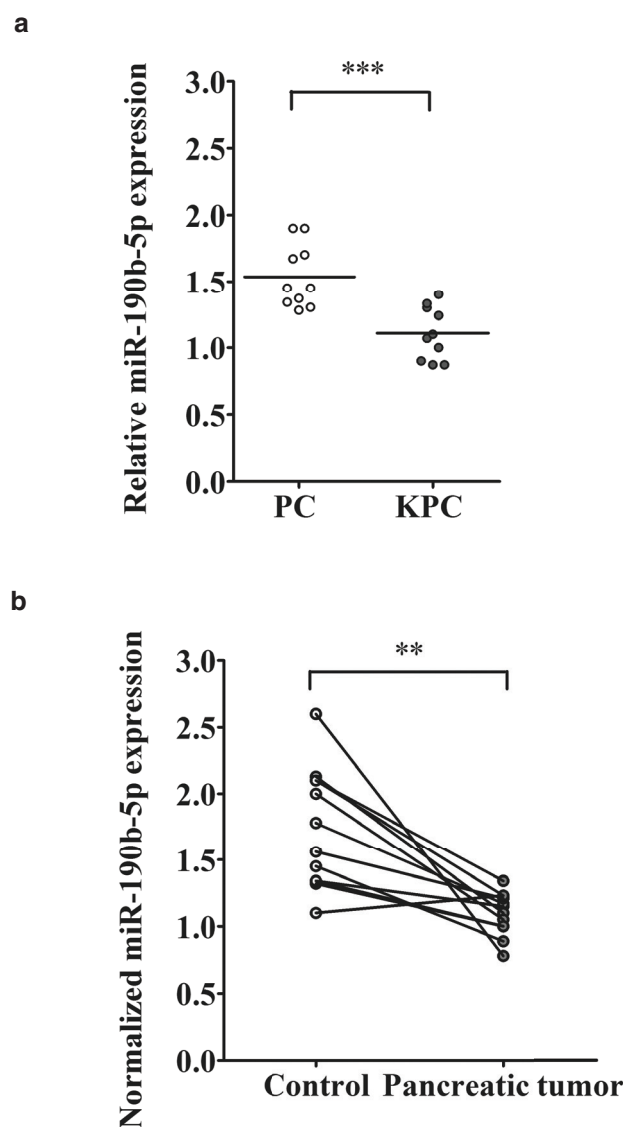 a
***
Relative miR-190b-5p expression
3.0
2.5
2.0
1.5
1.0
0.5
0.0
PC KPC
b
**
Normalized miR-190b-5p expression
3.0
2.5
2.0
1.5
1.0
0.5
0.0
Control Pancreatic tumor